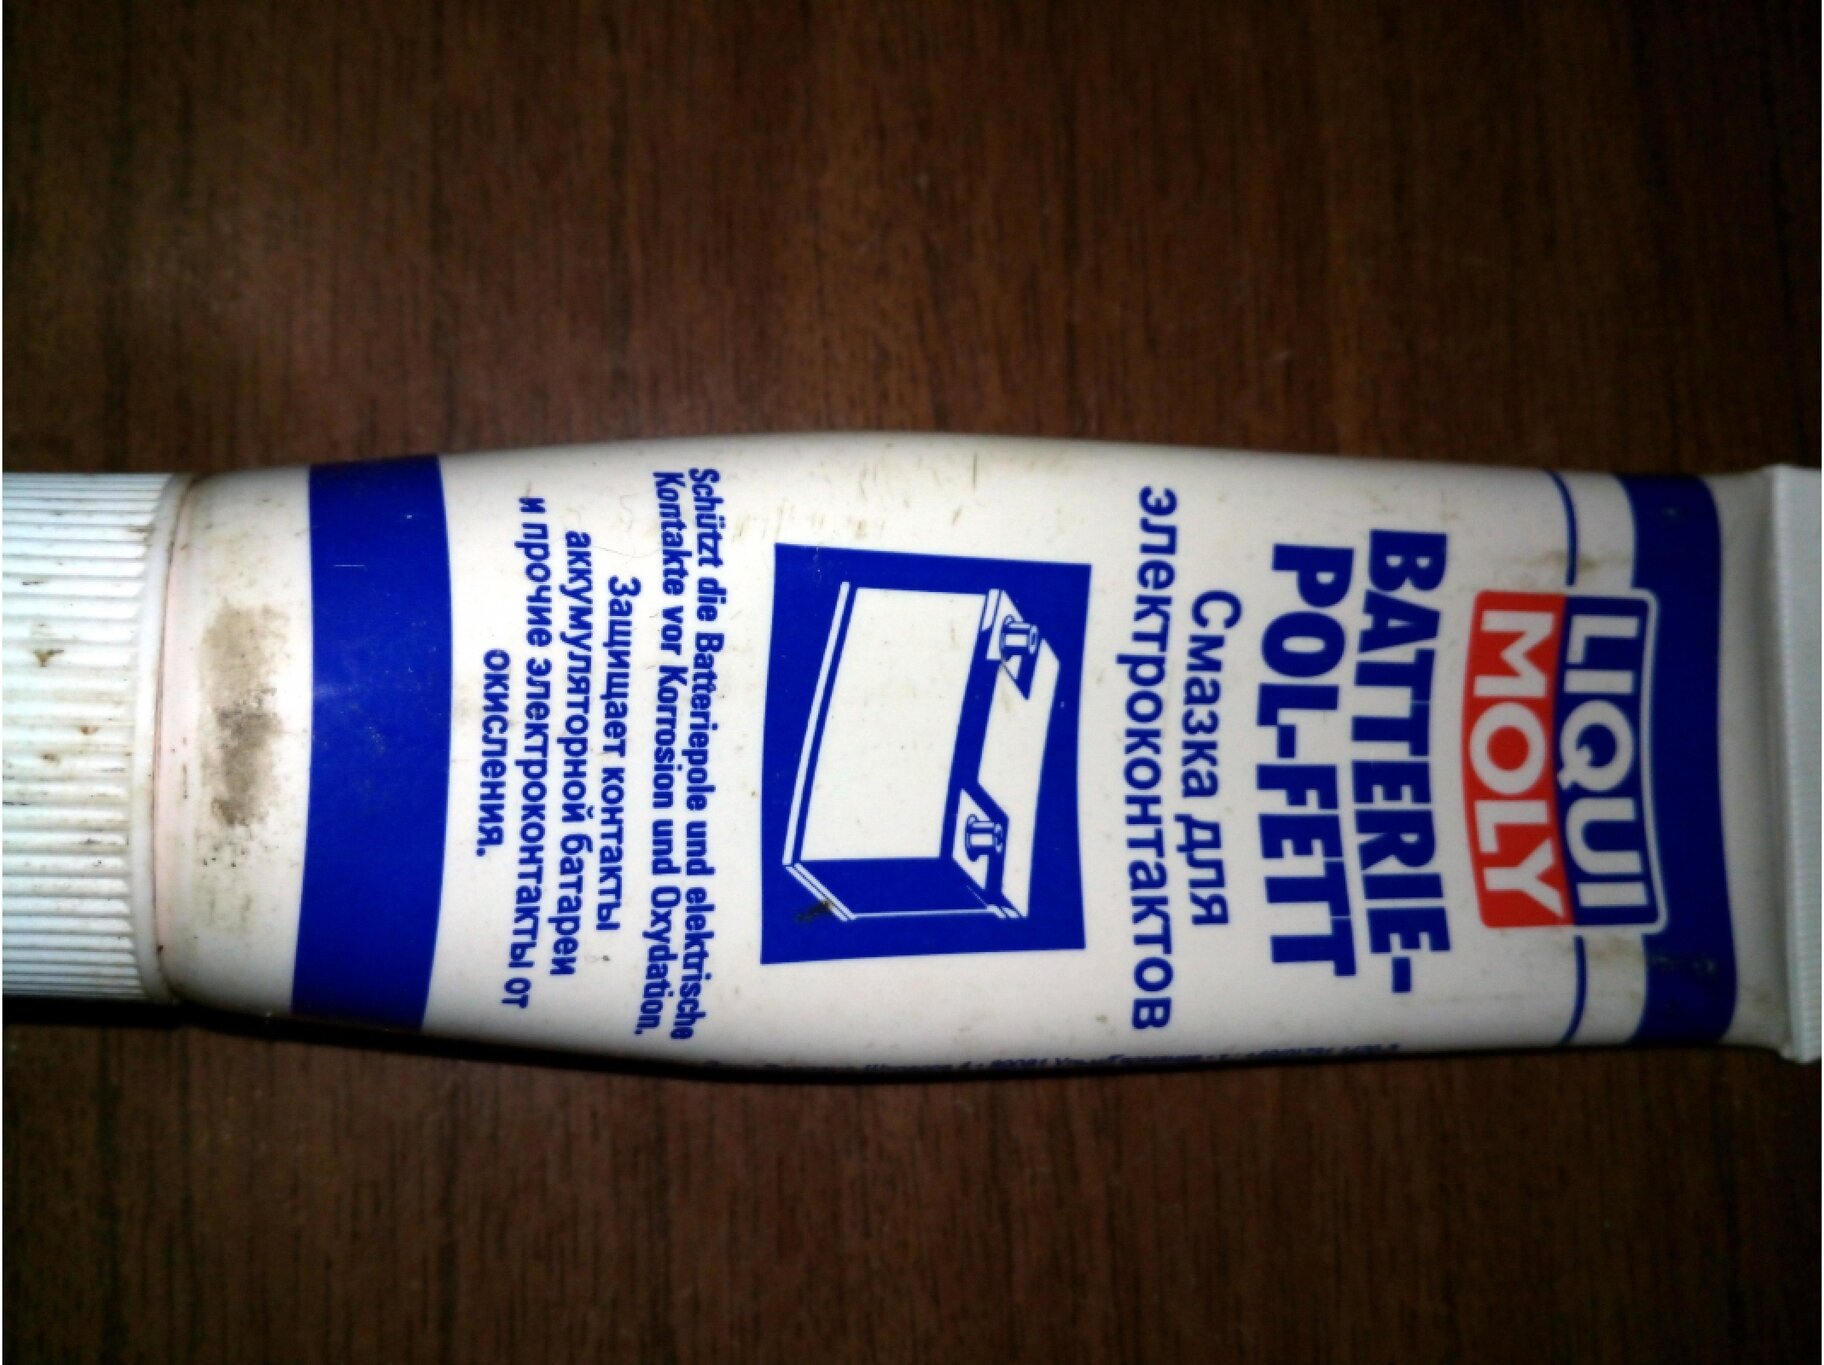 LIQUI
MOLY
BATTERIE-
POL-FETT
Смазка для
электроконтактов
Schützt die Batteriepole und elektrische
Kontakte vor Korrosion und Oxydation.
Защищает контакты
аккумуляторной батареи
и прочие электроконтакты от
окисления.